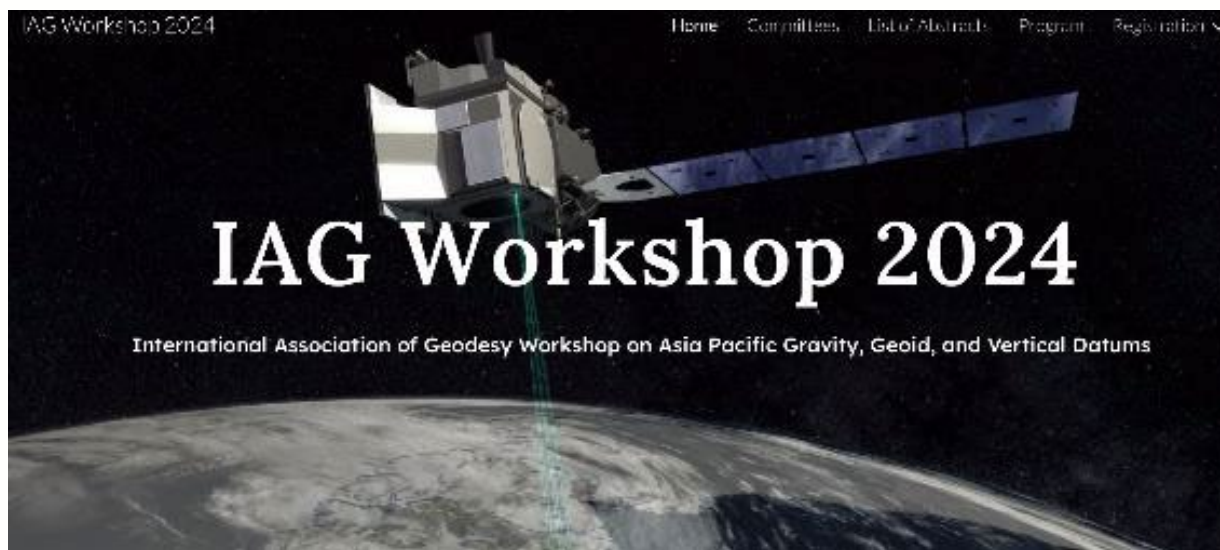 IAG Workshop 2024 Home Committees List of Abstracts Program Registration
IAG Workshop 2024
International Association of Geodesy Workshop on Asia Pacific Gravity, Geoid, and Vertical Datums